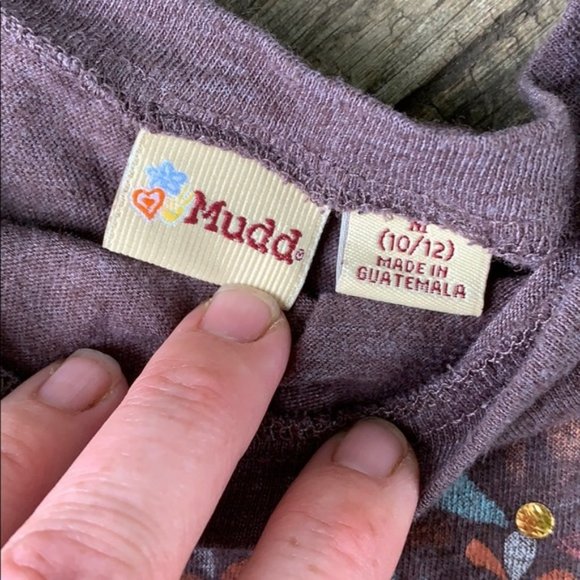 Mudd®
M
(10/12)
MADE IN
GUATEMALA